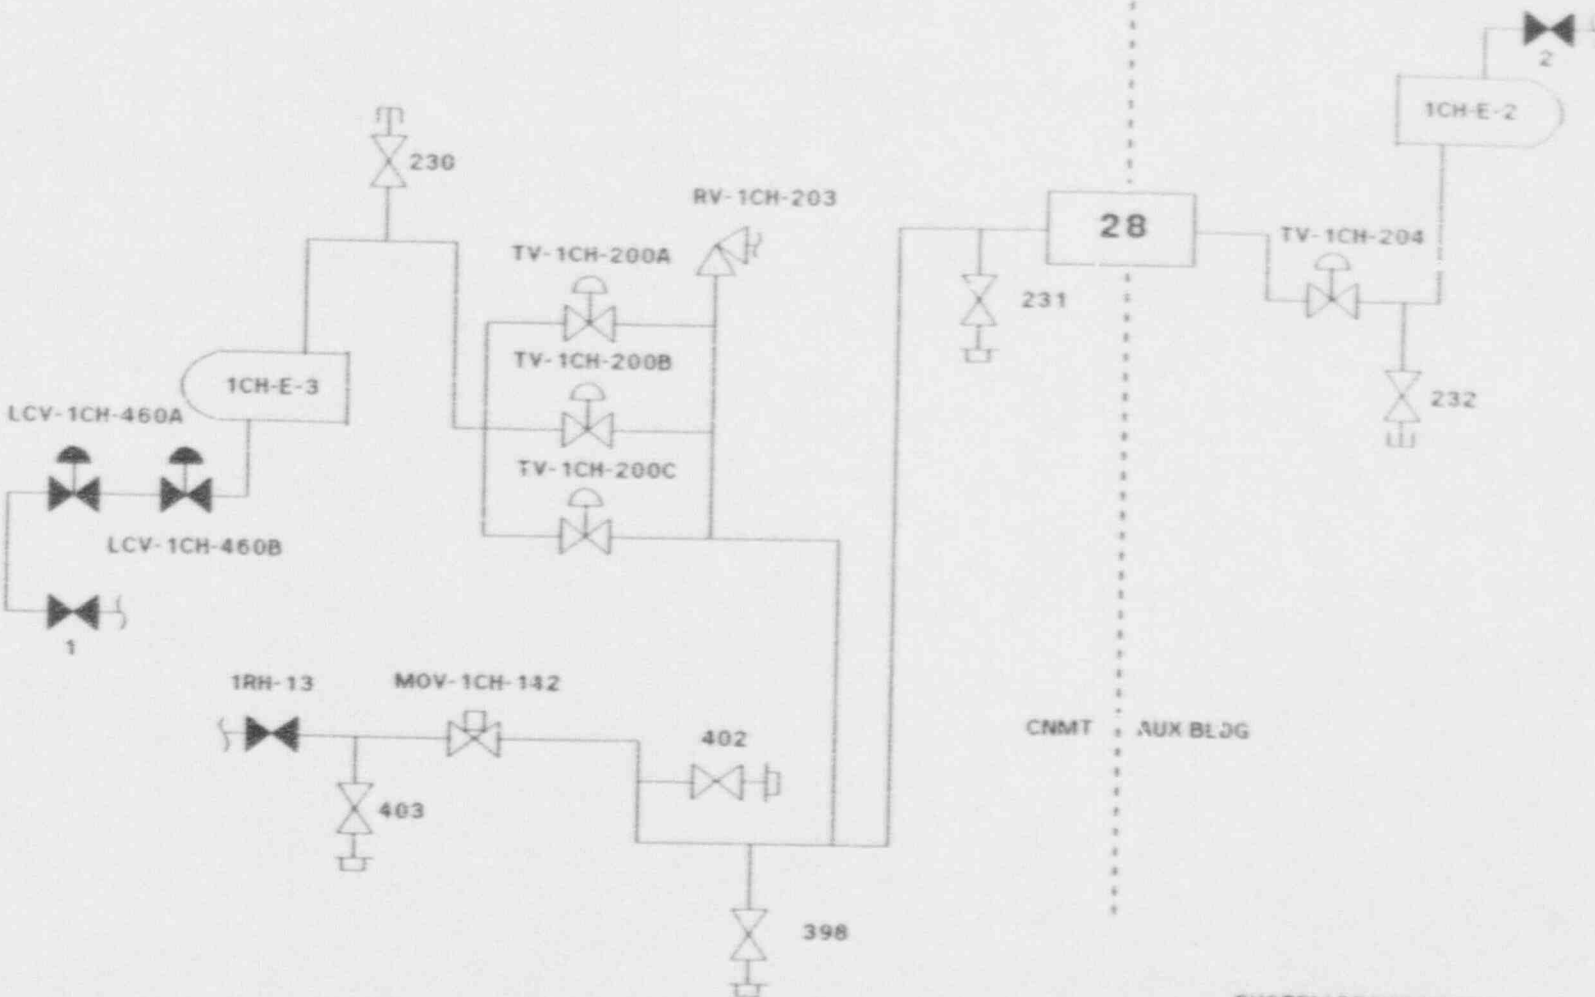 2
1CH-E-2
230
RV-1CH-203
28
TV-1CH-204
TV-1CH-200A
231
TV-1CH-200B
1CH-E-3
232
LCV-1CH-460A
TV-1CH-200C
LCV-1CH-460B
1
1RH-13
MOV-1CH-142
402
CNMT
AUX BLDG
403
398